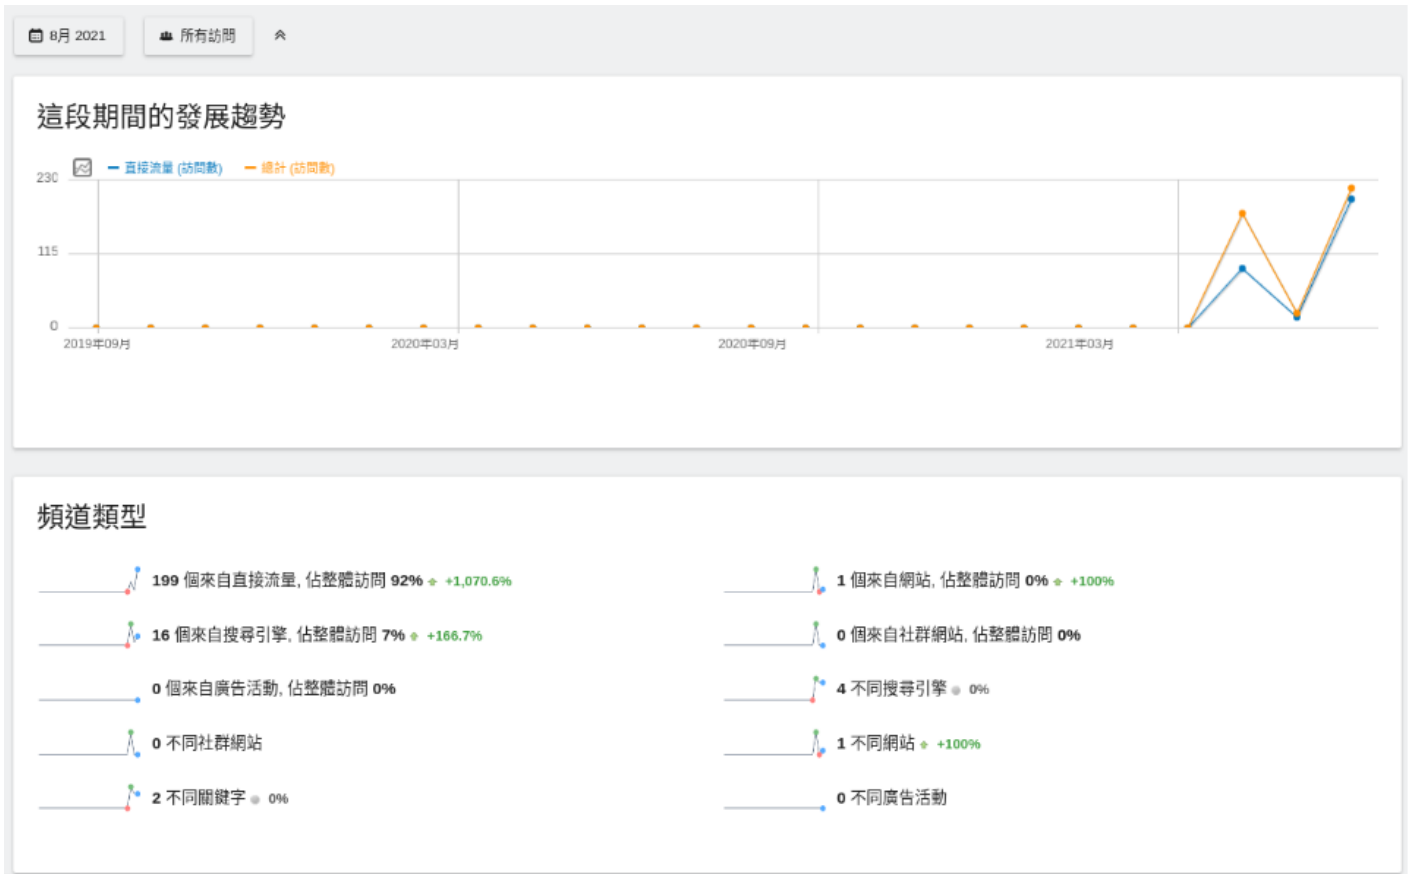 8月 2021 所有訪問
這段期間的發展趨勢
直接流量 (訪問數) 總計 (訪問數)
230
115
0
2019年09月 2020年03月 2020年09月 2021年03月
頻道類型
199 個來自直接流量, 佔整體訪問 92% +1,070.6%
1 個來自網站, 佔整體訪問 0% +100%
16 個來自搜尋引擎, 佔整體訪問 7% +166.7%
0 個來自社群網站, 佔整體訪問 0%
0 個來自廣告活動, 佔整體訪問 0%
4 不同搜尋引擎 0%
0 不同社群網站
1 不同網站 +100%
2 不同關鍵字 0%
0 不同廣告活動